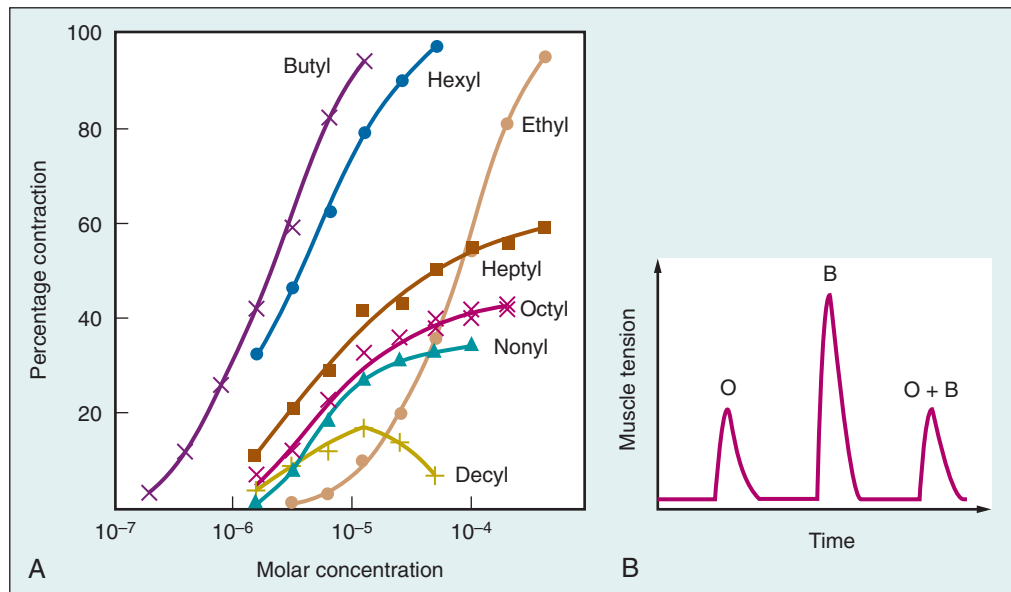 100
80
60
40
20
Percentage contraction
Butyl
Hexyl
Ethyl
Heptyl
Octyl
Nonyl
Decyl
10⁻⁷
10⁻⁶
10⁻⁵
10⁻⁴
Molar concentration
A
Muscle tension
O
B
O + B
Time
B